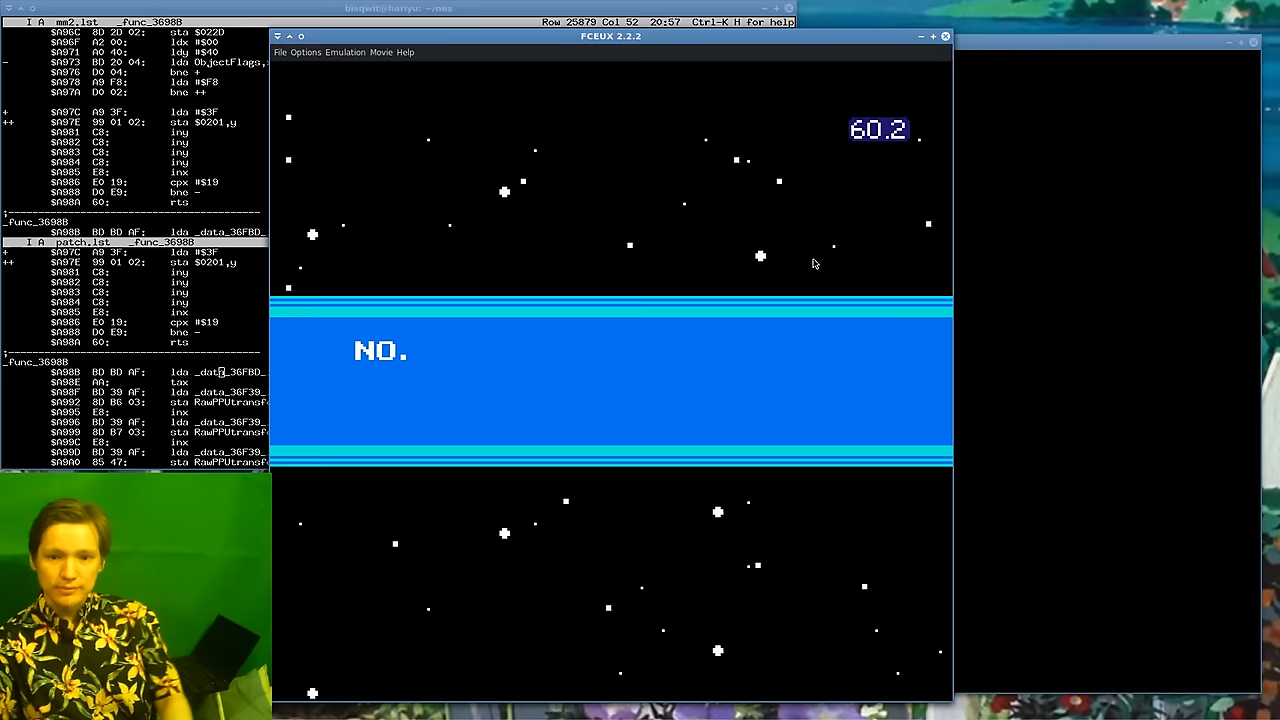 bisqwit@hariyu: ~/nes
I A mm2.lst _func_3698B Row 25879 Col 52 20:57 Ctrl-K H for help
$A96C 8D 2D 02: sta $022D
$A96F A2 00: ldx #$00
$A971 A0 40: ldy #$40
- $A973 BD 20 04: lda ObjectFlags,
$A976 D0 04: bne +
$A978 A9 F8: lda #$F8
$A97A D0 02: bne ++
+ $A97C A9 3F: lda #$3F
++ $A97E 99 01 02: sta $0201,y
$A981 C8: iny
$A982 C8: iny
$A983 C8: iny
$A984 C8: iny
$A985 E8: inx
$A986 E0 19: cpx #$19
$A988 D0 E9: bne -
$A98A 60: rts
;------------------------------------------
_func_3698B
$A98B BD BD AF: lda _data_36FBD_
I A patch.lst _func_3698B
+ $A97C A9 3F: lda #$3F
++ $A97E 99 01 02: sta $0201,y
$A981 C8: iny
$A982 C8: iny
$A983 C8: iny
$A984 C8: iny
$A985 E8: inx
$A986 E0 19: cpx #$19
$A988 D0 E9: bne -
$A98A 60: rts
;------------------------------------------
_func_3698B
$A98B BD BD AF: lda _data_36FBD_
$A98E AA: tax
$A98F BD 39 AF: lda _data_36F39_
$A992 8D B6 03: sta RawPPUtransf
$A995 E8: inx
$A996 BD 39 AF: lda _data_36F39_
$A999 8D B7 03: sta RawPPUtransf
$A99C E8: inx
$A99D BD 39 AF: lda _data_36F39_
$A9A0 85 47: sta RawPPUtransf
FCEUX 2.2.2
File Options Emulation Movie Help
60.2
NO.